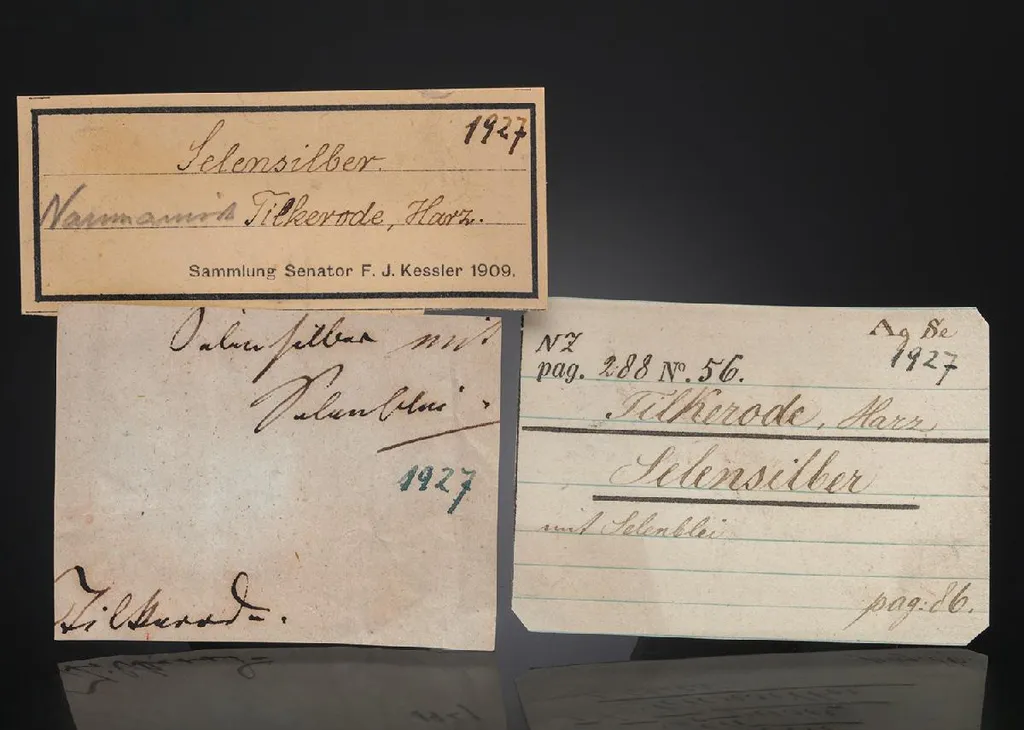 1927
Selensilber.
Naumannit Tilkerode, Harz.
Sammlung Senator F. J. Kessler 1909.
Selensilber mit
Selenblei.
1927
Tilkerode.
Ag Se
NZ 1927
pag. 288 No. 56.
Tilkerode, Harz
Selensilber
mit Selenblei
pag: 86.